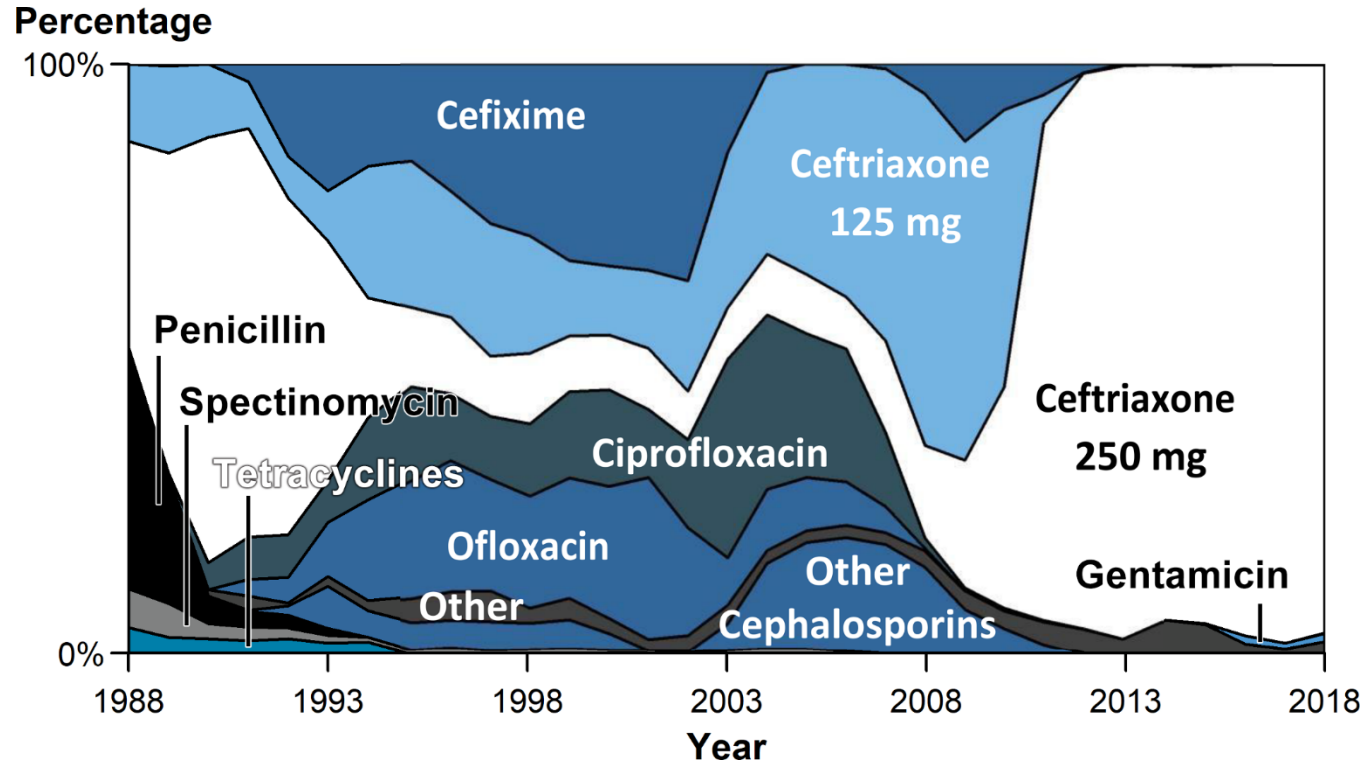 Percentage
100%
Cefixime
Ceftriaxone
125 mg
Penicillin
Spectinomycin
Ceftriaxone
250 mg
Ciprofloxacin
Tetracyclines
Ofloxacin
Other
Other
Cephalosporins
Gentamicin
0%
1988 1993 1998 2003 2008 2013 2018
Year